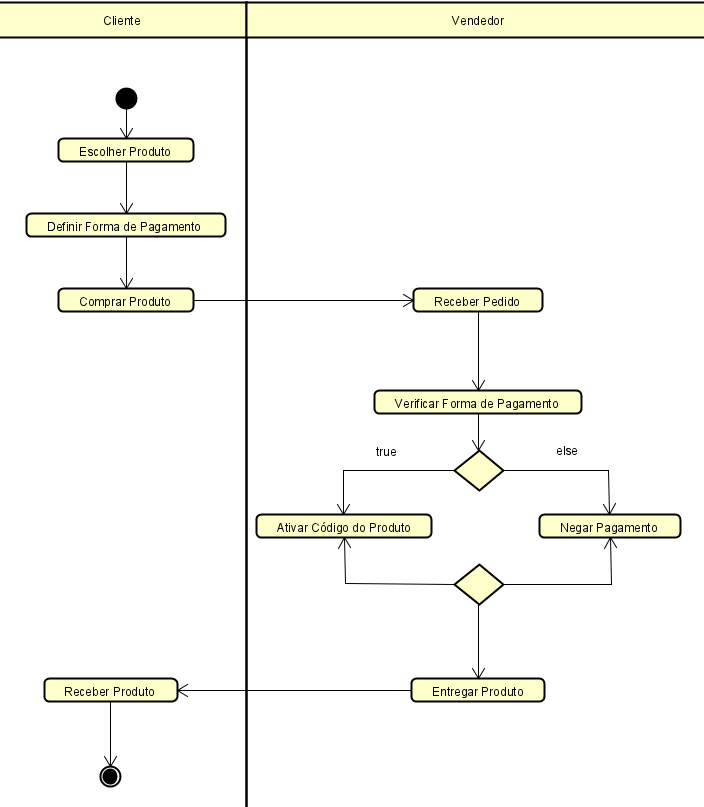 Cliente
Vendedor
Escolher Produto
Definir Forma de Pagamento
Comprar Produto
Receber Pedido
Verificar Forma de Pagamento
true
else
Ativar Código do Produto
Negar Pagamento
Receber Produto
Entregar Produto